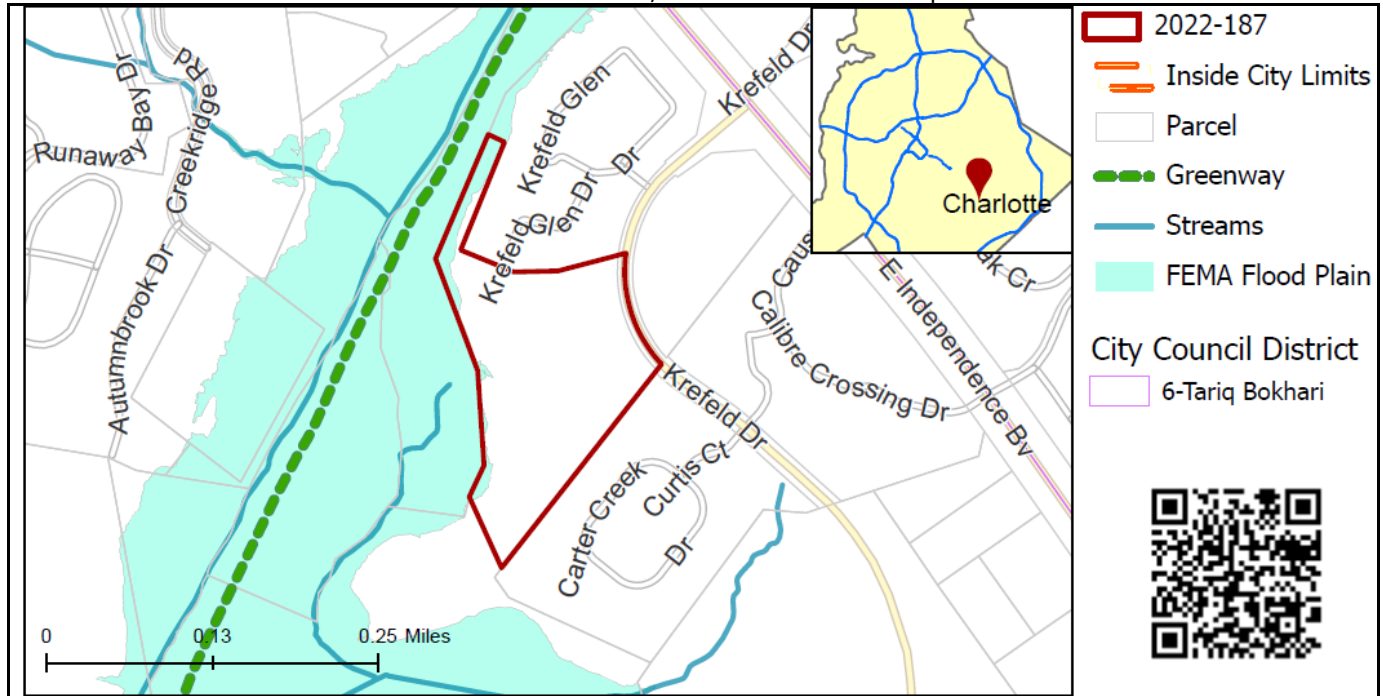 Runaway Bay Dr
Creekridge Rd
Autumnbrook Dr
Krefeld Glen Dr
Krefeld Glen Dr
Krefeld Dr
Krefeld Dr
Calibre Crossing Dr
E Independence Bv
Curtis Ct
Carter Creek Dr
Charlotte
0
0.13
0.25 Miles
2022-187
Inside City Limits
Parcel
Greenway
Streams
FEMA Flood Plain
City Council District
6-Tariq Bokhari